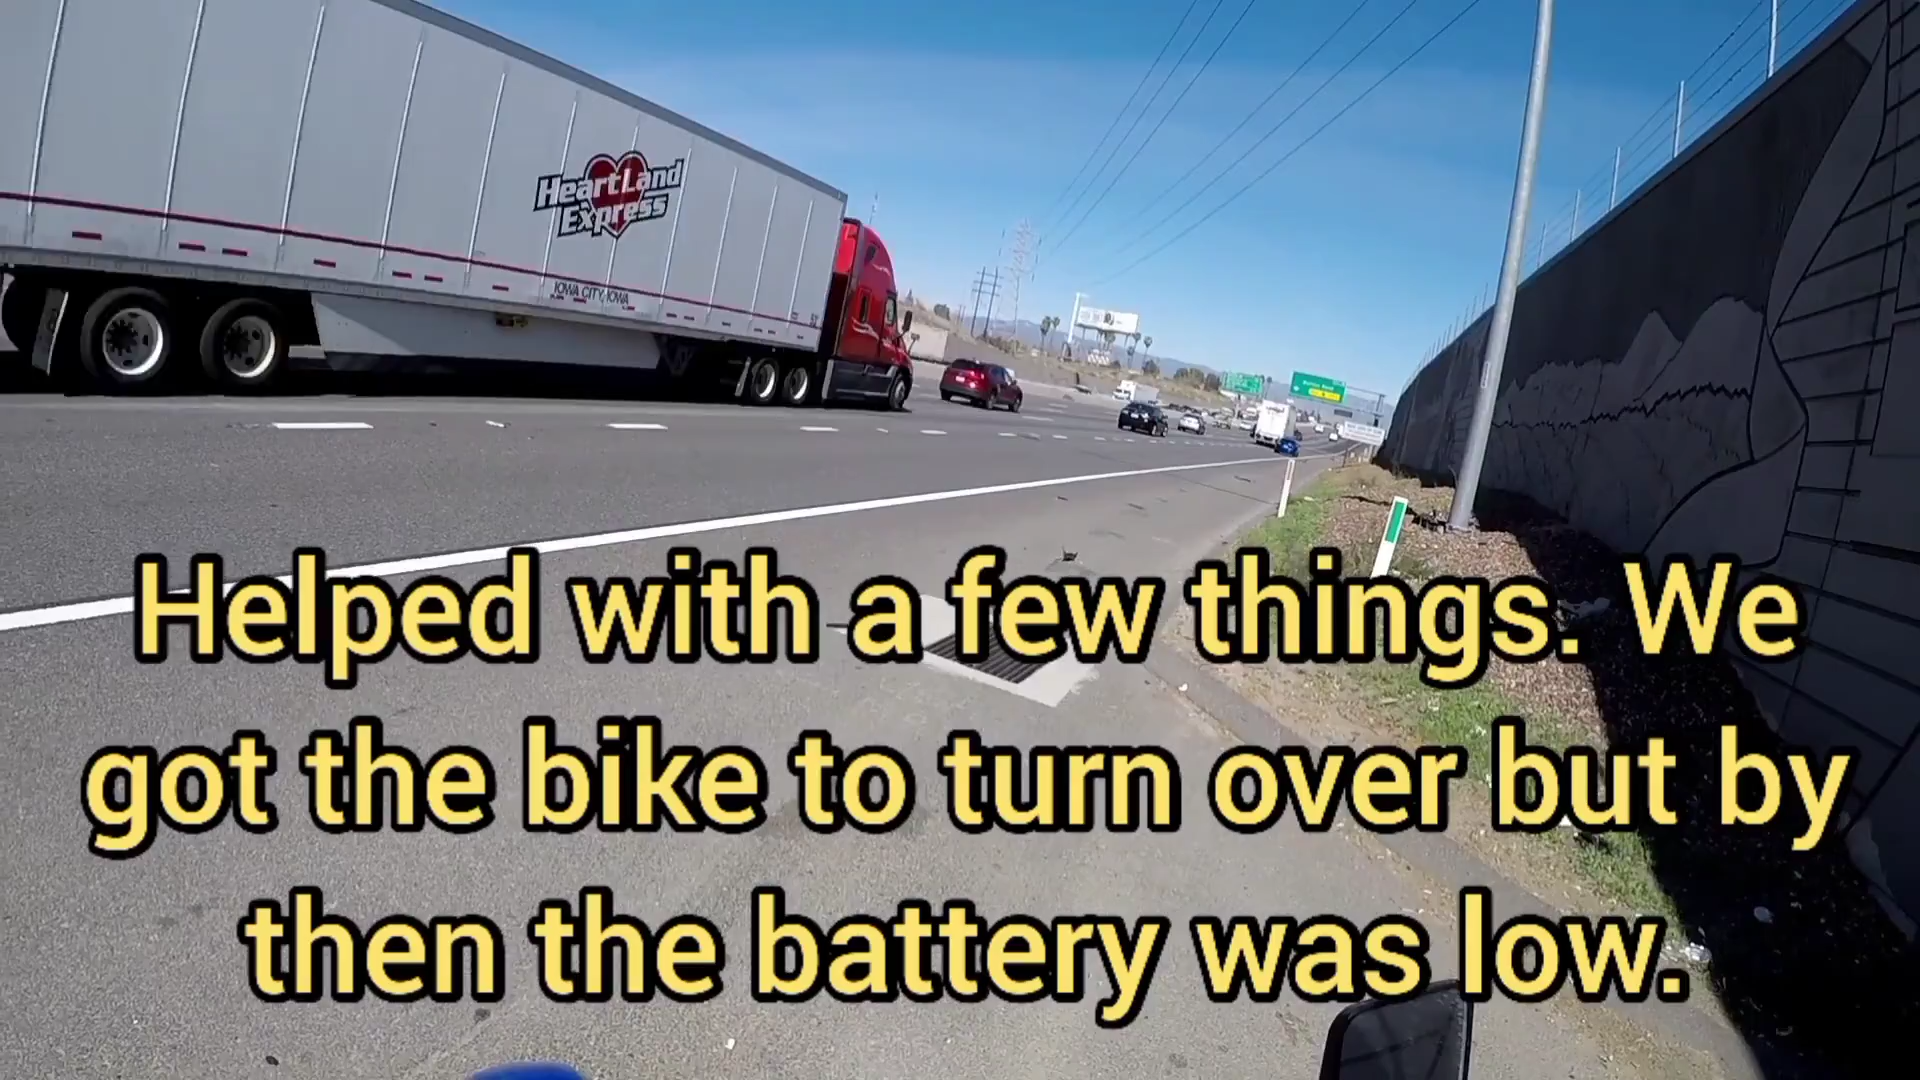 HeartLand
Express
IOWA CITY, IOWA
Helped with a few things. We
got the bike to turn over but by
then the battery was low.